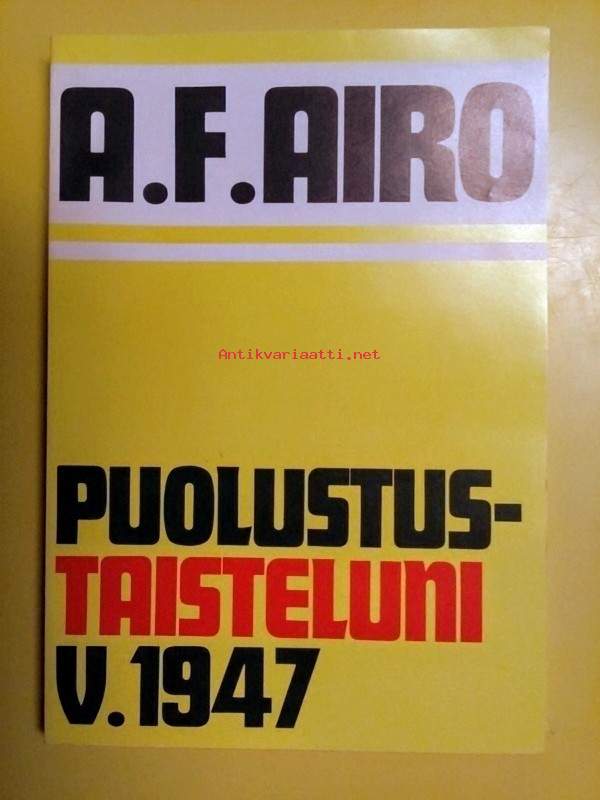 A.F.AIRO
Antikvariaatti.net
PUOLUSTUS-
TAISTELUNI
V.1947